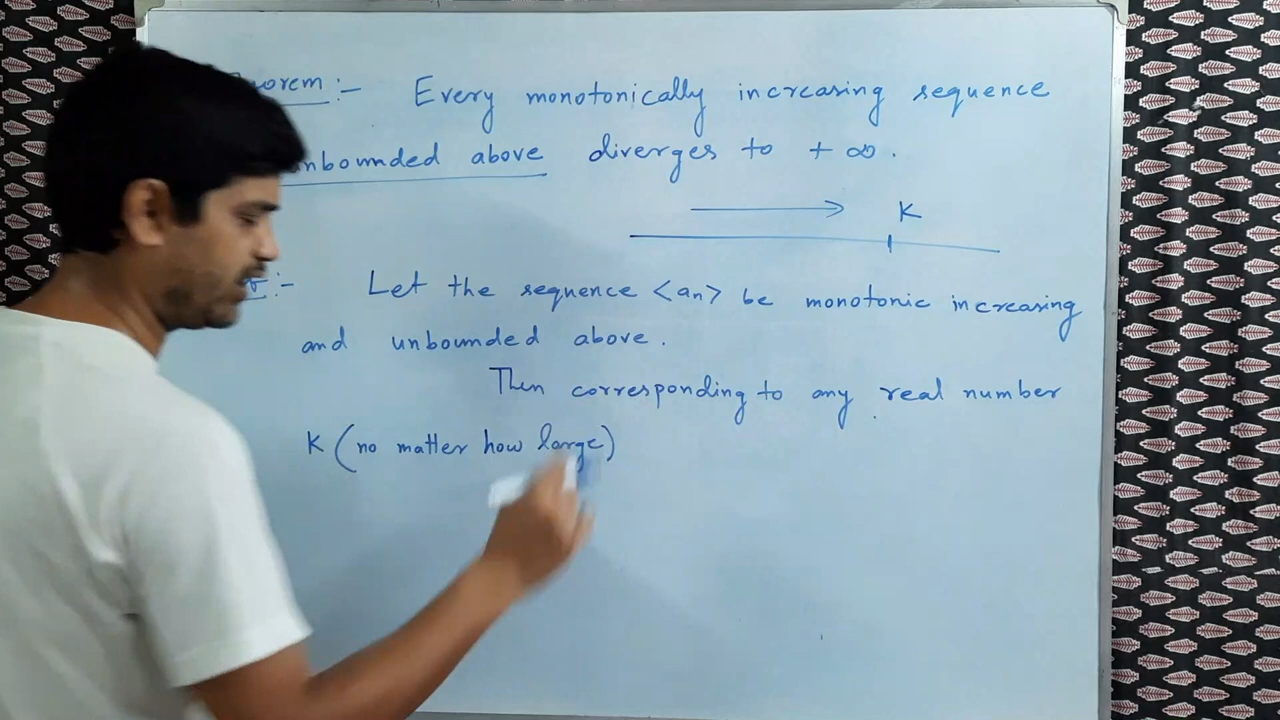 orem :- Every monotonically increasing sequence
nbounded above diverges to + ∞ .
K
:- Let the sequence <an> be monotonic increasing
and unbounded above .
Then corresponding to any real number
K (no matter how large)